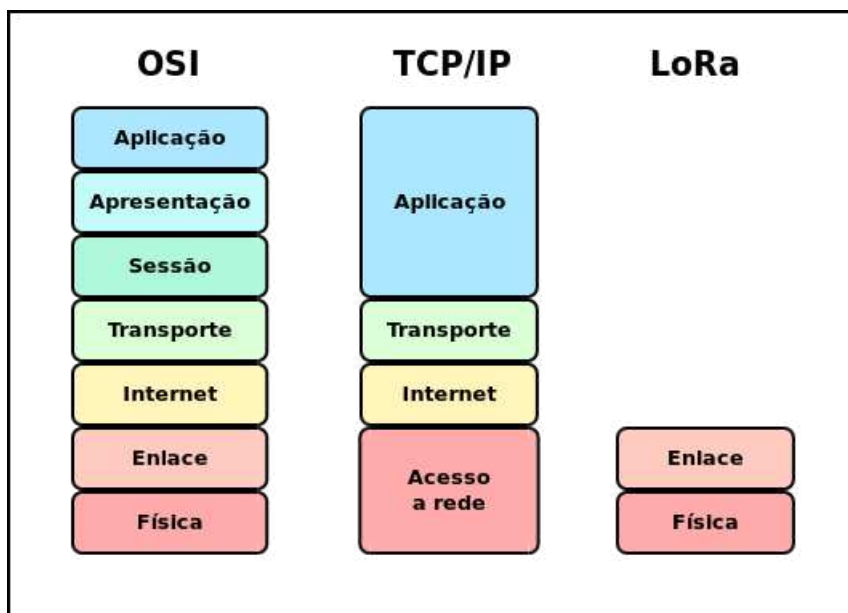 OSI
Aplicação
Apresentação
Sessão
Transporte
Internet
Enlace
Física
TCP/IP
Aplicação
Transporte
Internet
Acesso
a rede
LoRa
Enlace
Física